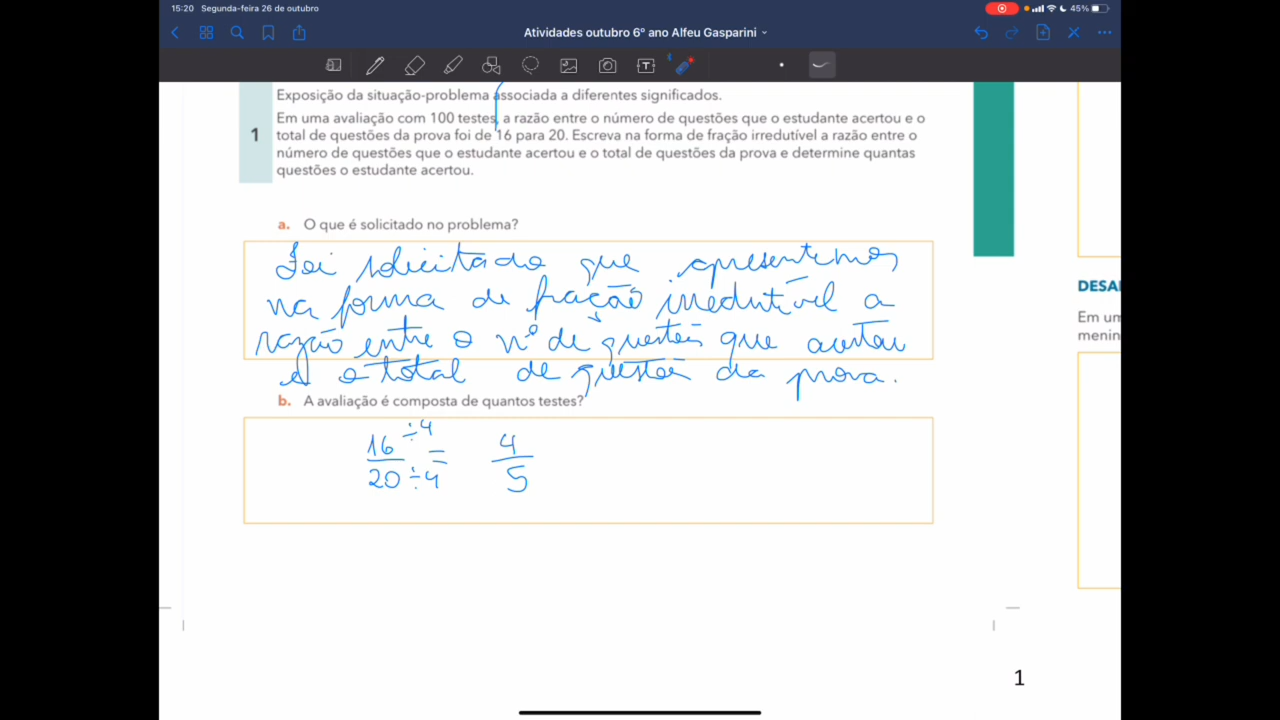 15:20 Segunda-feira 26 de outubro
45%
Atividades outubro 6º ano Alfeu Gasparini
Exposição da situação-problema associada a diferentes significados.
1
Em uma avaliação com 100 testes, a razão entre o número de questões que o estudante acertou e o
total de questões da prova foi de 16 para 20. Escreva na forma de fração irredutível a razão entre o
número de questões que o estudante acertou e o total de questões da prova e determine quantas
questões o estudante acertou.
a. O que é solicitado no problema?
Foi solicitado que apresentemos
na forma de fração irredutível a
razão entre o nº de questões que acertou
e o total de questões da prova.
b. A avaliação é composta de quantos testes?
16 ÷4 = 4
20 ÷4 5
DESA
Em um
menin
1